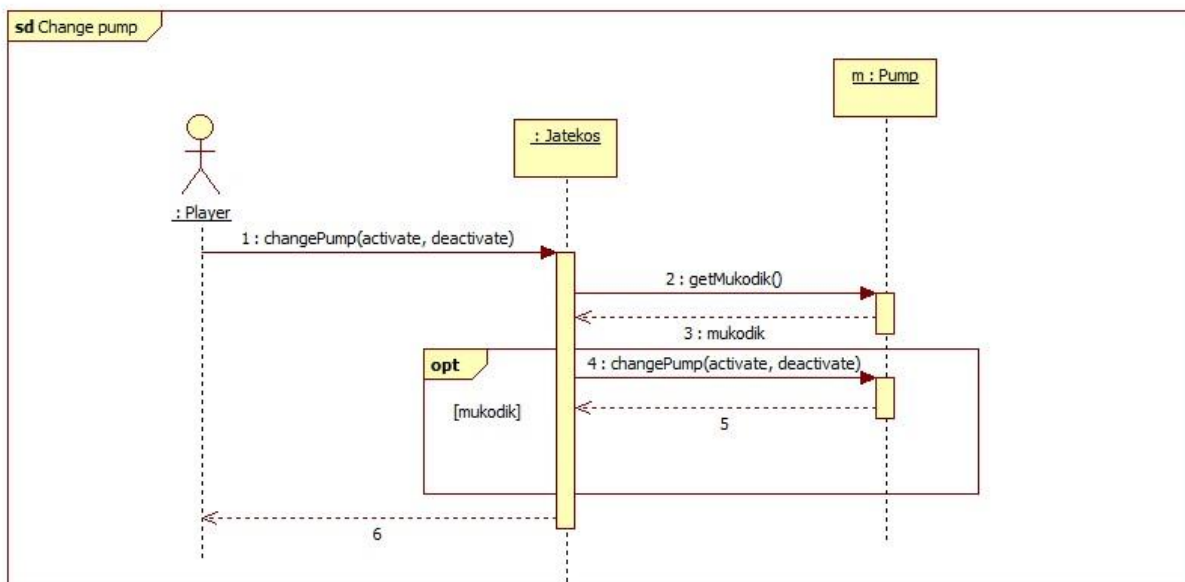 sd Change pump
m : Pump
: Jatekos
: Player
1 : changePump(activate, deactivate)
2 : getMukodik()
3 : mukodik
opt
4 : changePump(activate, deactivate)
[mukodik]
5
6